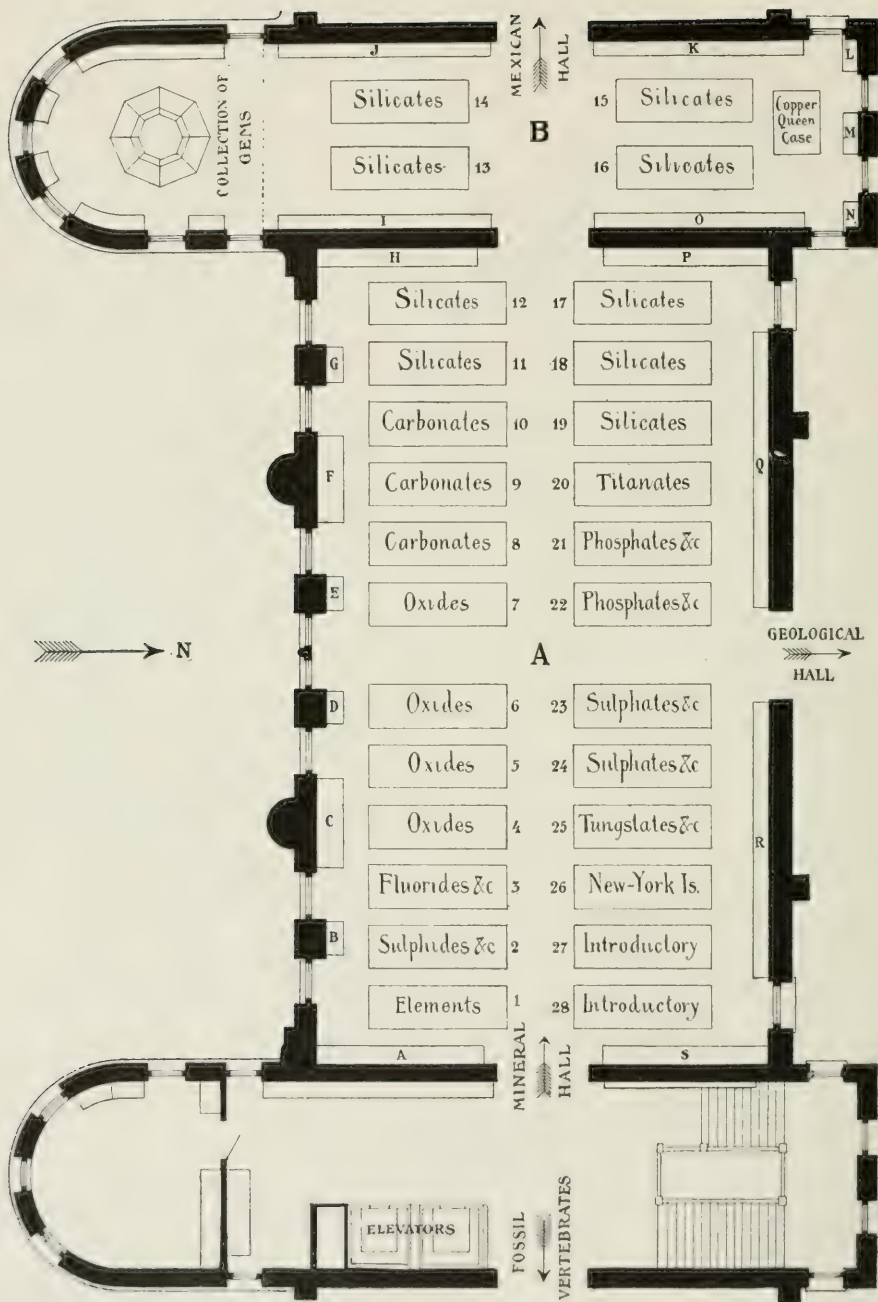 MEXICAN
HALL
J
K
L
Silicates 14
15 Silicates
Copper
Queen
Case
COLLECTION OF
GEMS
B
M
Silicates 13
16 Silicates
N
I
O
H
P
Silicates 12 17 Silicates
G
Silicates 11 18 Silicates
Carbonates 10 19 Silicates
F
Q
Carbonates 9 20 Titanates
Carbonates 8 21 Phosphates &c
E
Oxides 7 22 Phosphates &c
N
A
GEOLOGICAL
HALL
D
Oxides 6 23 Sulphates &c
Oxides 5 24 Sulphates &c
C
Oxides 4 25 Tungstates &c
R
Fluorides &c 3 26 New-York Is.
B
Sulphides &c 2 27 Introductory
Elements 1 28 Introductory
A
MINERAL
HALL
S
ELEVATORS
FOSSIL
VERTEBRATES